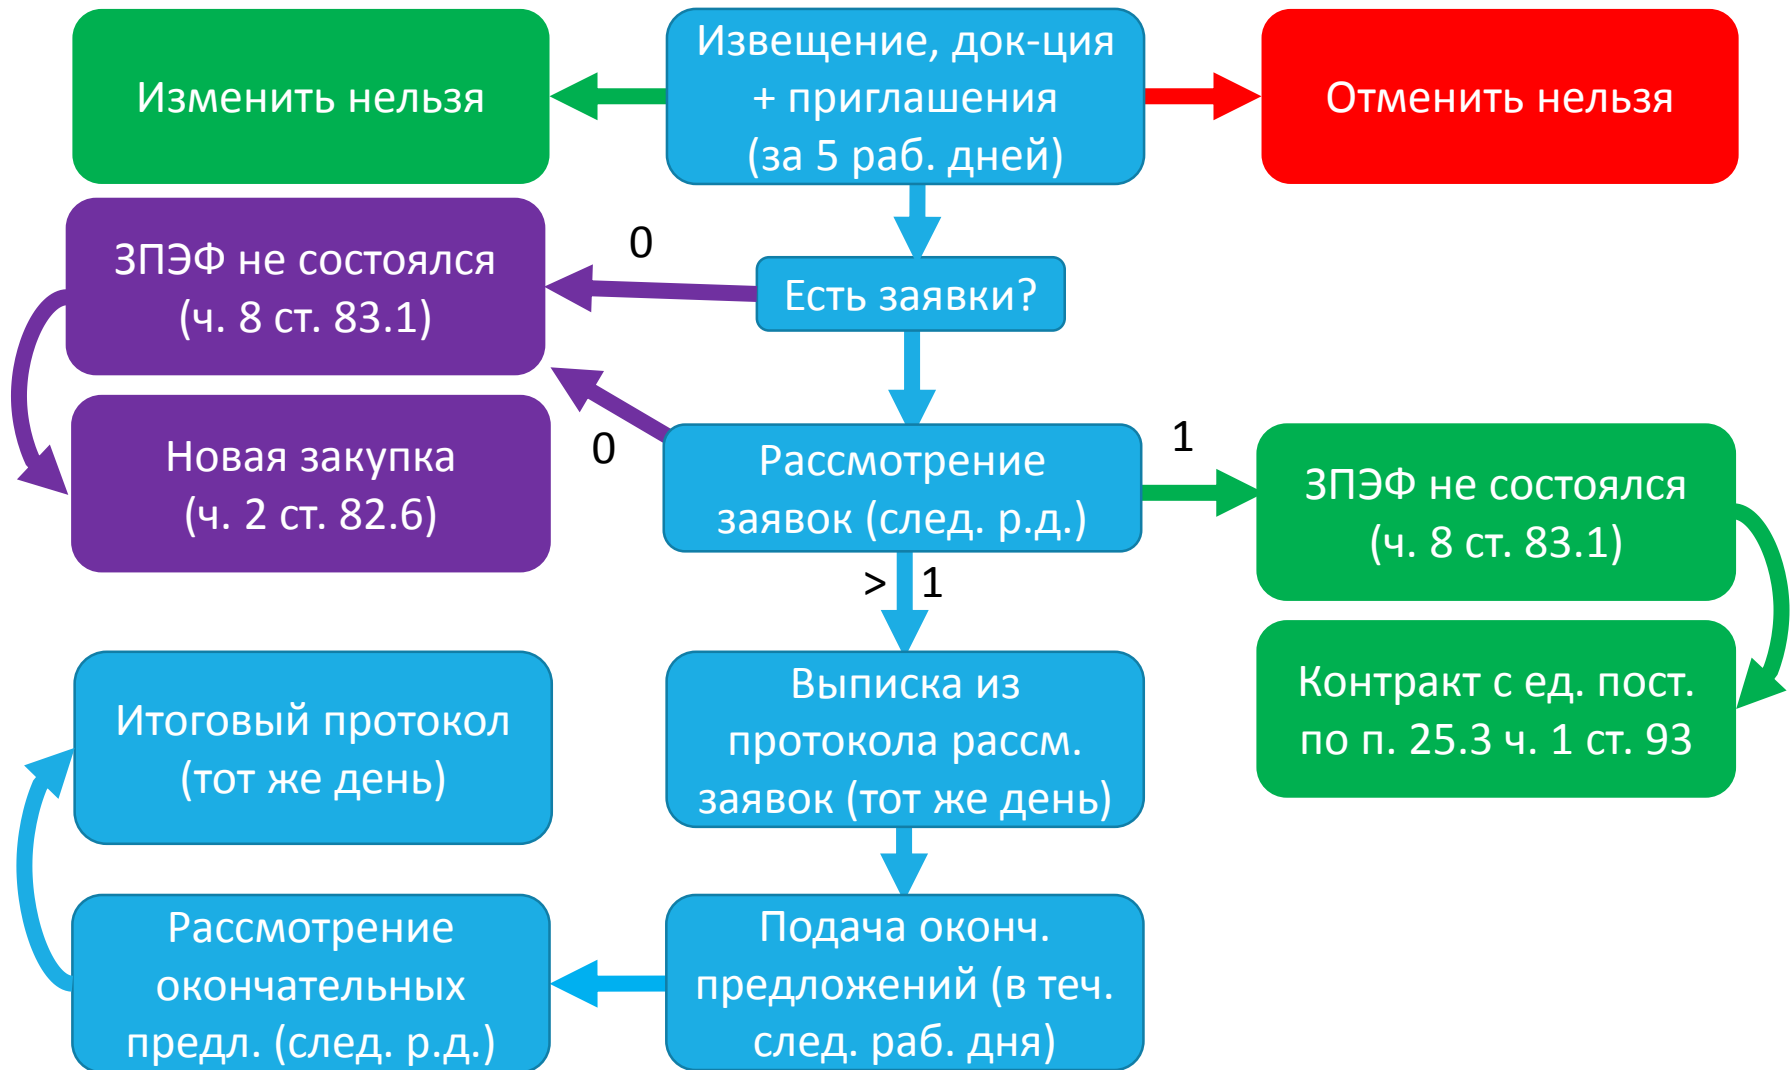 Изменить нельзя
Извещение, док-ция
+ приглашения
(за 5 раб. дней)
Отменить нельзя
ЗПЭФ не состоялся
(ч. 8 ст. 83.1)
0
Есть заявки?
Новая закупка
(ч. 2 ст. 82.6)
0
Рассмотрение
заявок (след. р.д.)
1
ЗПЭФ не состоялся
(ч. 8 ст. 83.1)
> 1
Контракт с ед. пост.
по п. 25.3 ч. 1 ст. 93
Выписка из
протокола рассм.
заявок (тот же день)
Итоговый протокол
(тот же день)
Подача оконч.
предложений (в теч.
след. раб. дня)
Рассмотрение
окончательных
предл. (след. р.д.)